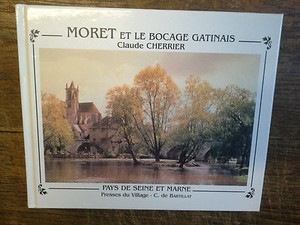 MORET ET LE BOCAGE GATINAIS
Claude CHERRIER
PAYS DE SEINE ET MARNE
Presses du Village - C. de BARTILLAT